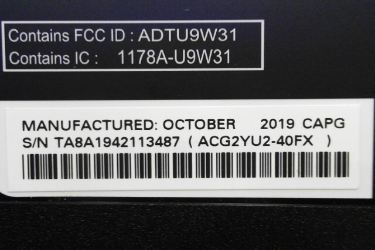 Contains FCC ID : ADTU9W31
Contains IC : 1178A-U9W31
MANUFACTURED: OCTOBER 2019 CAPG
S/N TA8A1942113487 ( ACG2YU2-40FX )